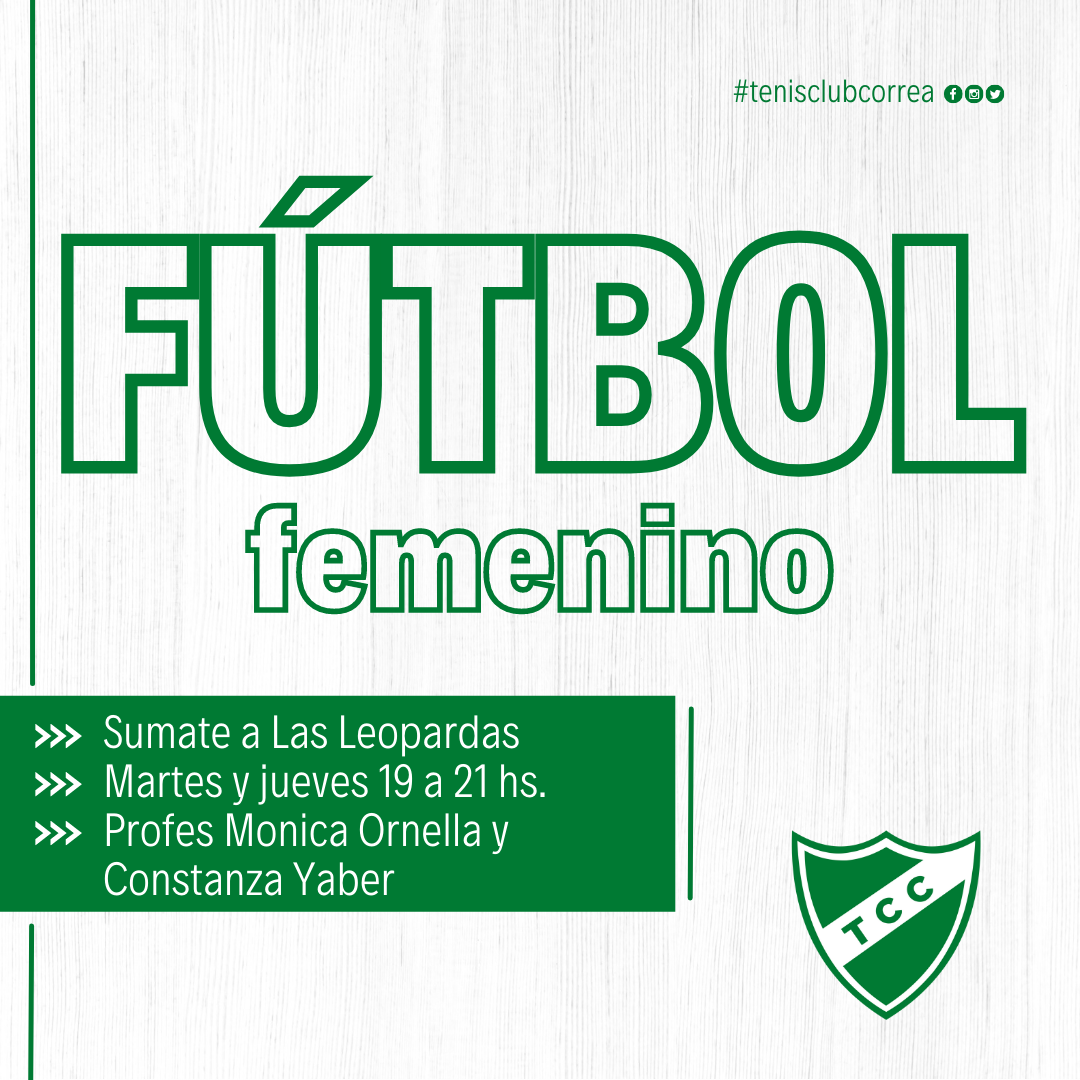 #tenisclubcorrea
FÚTBOL
femenino
>>> Sumate a Las Leopardas
>>> Martes y jueves 19 a 21 hs.
>>> Profes Monica Ornella y
Constanza Yaber
TCC